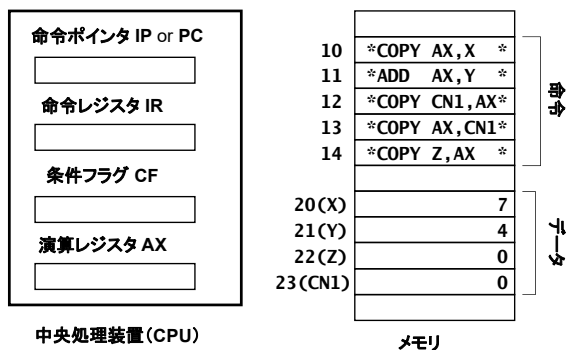 命令ポインタ IP or PC
命令レジスタ IR
条件フラグ CF
演算レジスタ AX
中央処理装置(CPU)
10 *COPY AX,X *
11 *ADD AX,Y *
12 *COPY CN1,AX*
13 *COPY AX,CN1*
14 *COPY Z,AX *
命令
20(X) 7
21(Y) 4
22(Z) 0
23(CN1) 0
データ
メモリ